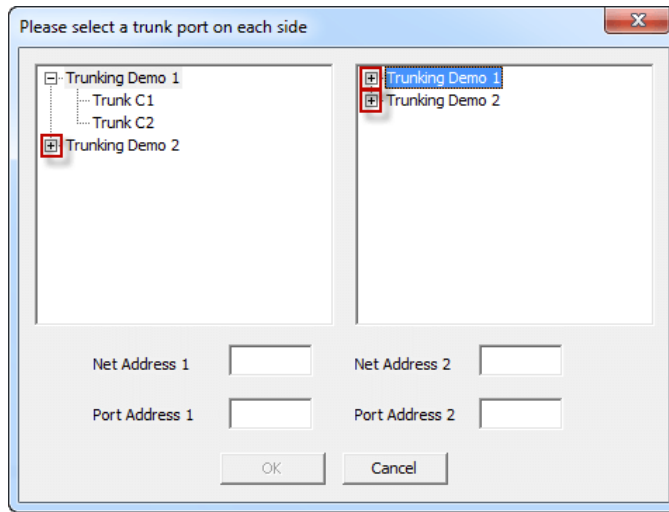 Please select a trunk port on each side
Trunking Demo 1
Trunk C1
Trunk C2
Trunking Demo 2
Trunking Demo 1
Trunking Demo 2
Net Address 1
Net Address 2
Port Address 1
Port Address 2
OK
Cancel